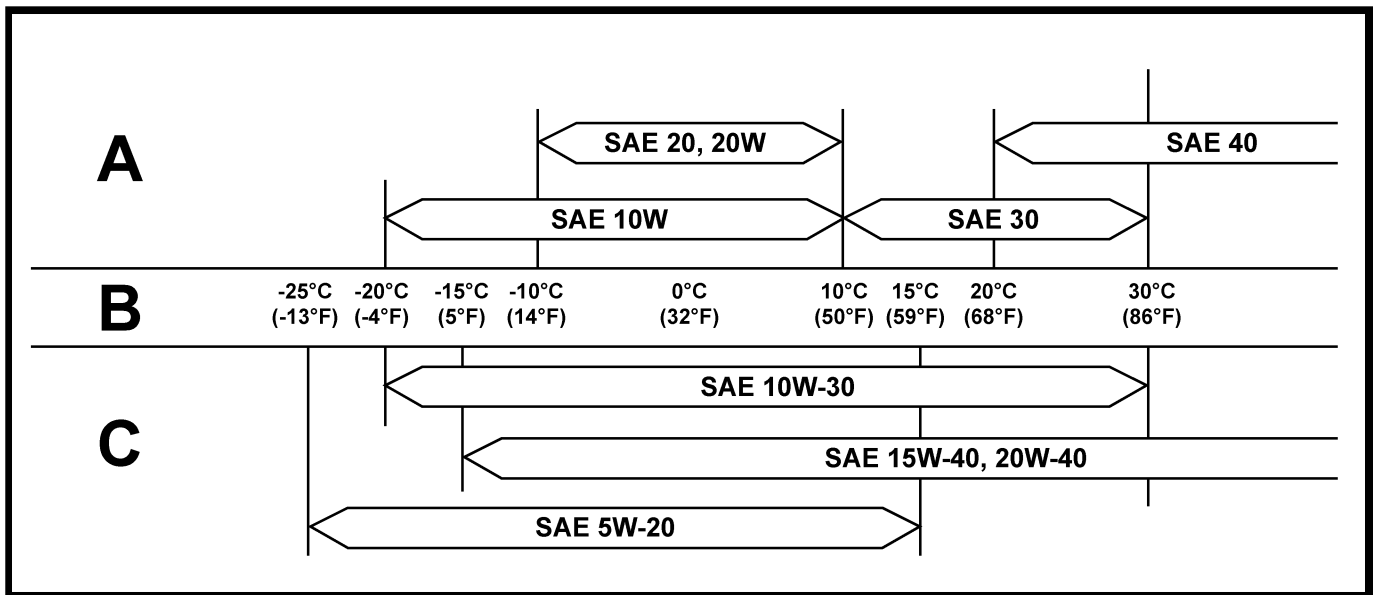 A
SAE 20, 20W
SAE 40
SAE 10W
SAE 30
B
-25°C -20°C -15°C -10°C 0°C 10°C 15°C 20°C 30°C
(-13°F) (-4°F) (5°F) (14°F) (32°F) (50°F) (59°F) (68°F) (86°F)
C
SAE 10W-30
SAE 15W-40, 20W-40
SAE 5W-20